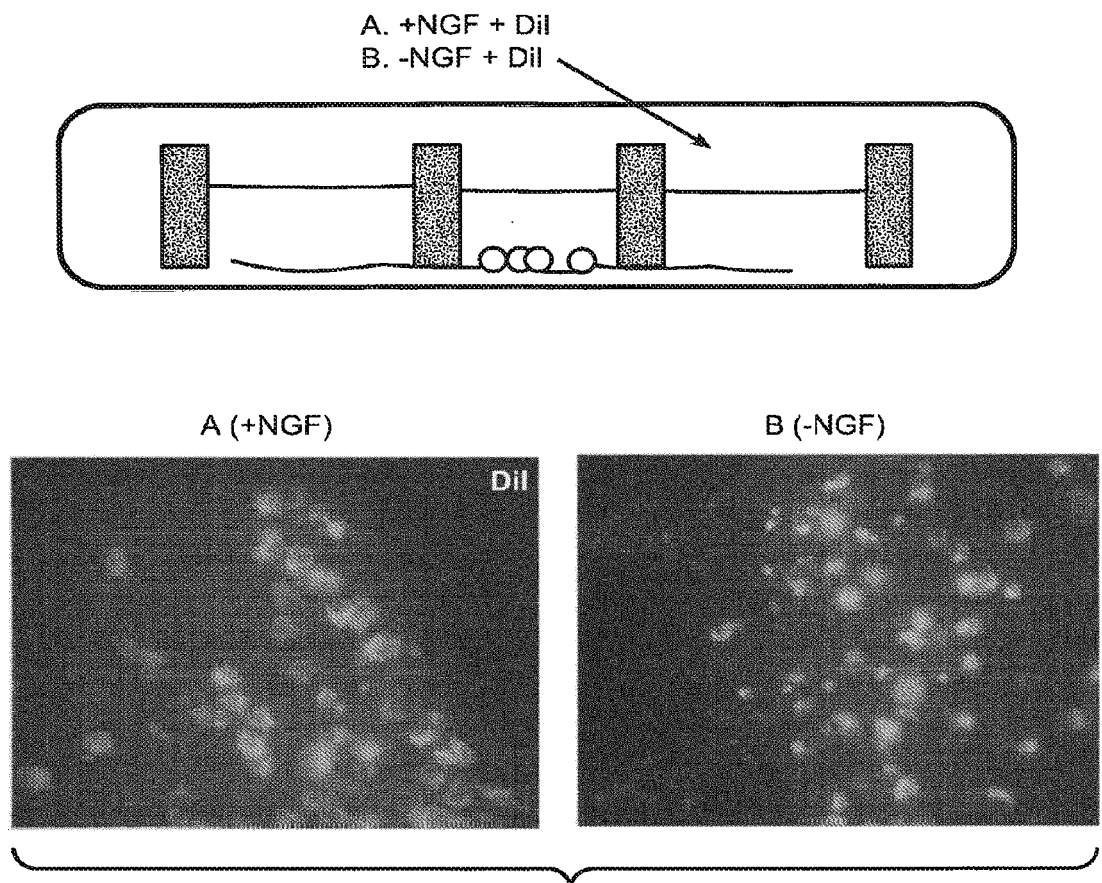 A. +NGF + DiI
B. -NGF + DiI
A (+NGF)
B (-NGF)
DiI